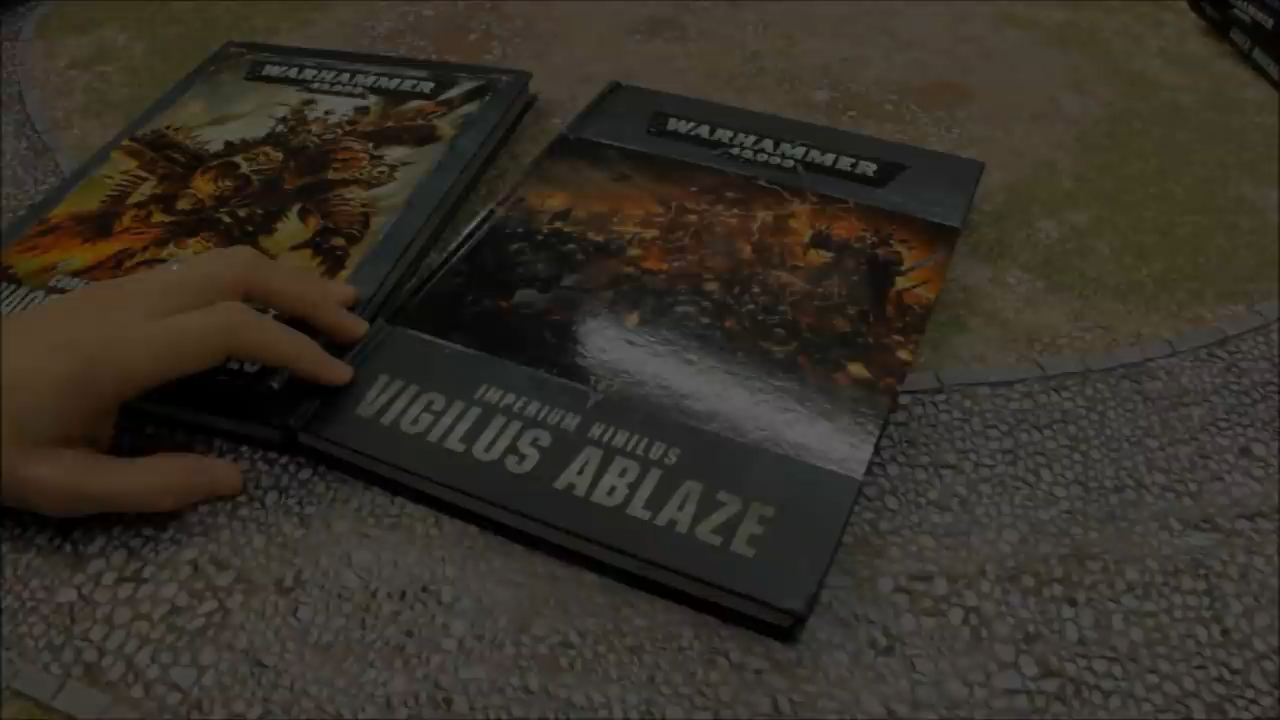 WARHAMMER
40,000
WARHAMMER
40,000
IMPERIUM NIHILUS
VIGILUS ABLAZE